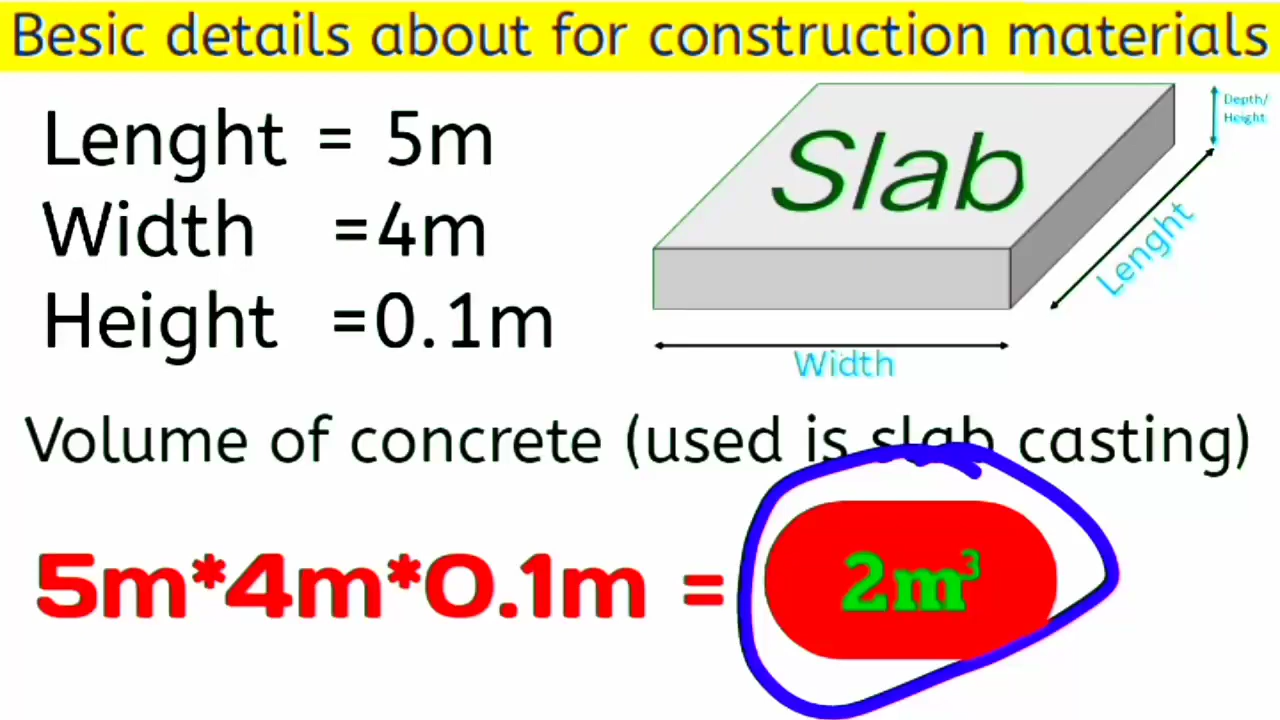 Besic details about for construction materials
Lenght = 5m
Width =4m
Height =0.1m
Slab
Depth/
Height
Lenght
Width
Volume of concrete (used is slab casting)
5m*4m*0.1m = 2m³